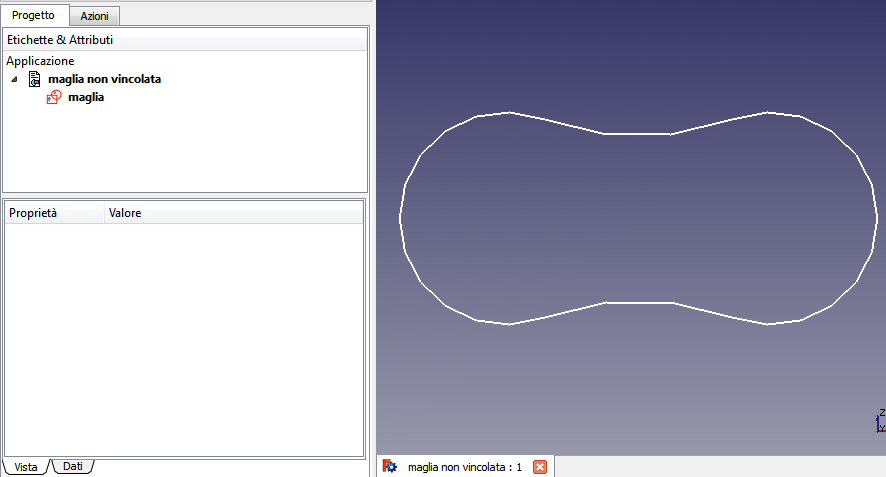 Progetto Azioni
Etichette & Attributi
Applicazione
maglia non vincolata
maglia
Proprietà Valore
Vista Dati
maglia non vincolata : 1
Z
Y